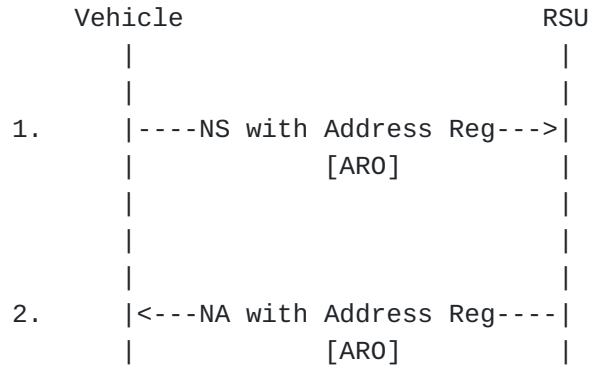 Vehicle RSU
1. |----NS with Address Reg--->|
| [ARO] |
2. |<---NA with Address Reg----|
| [ARO] |